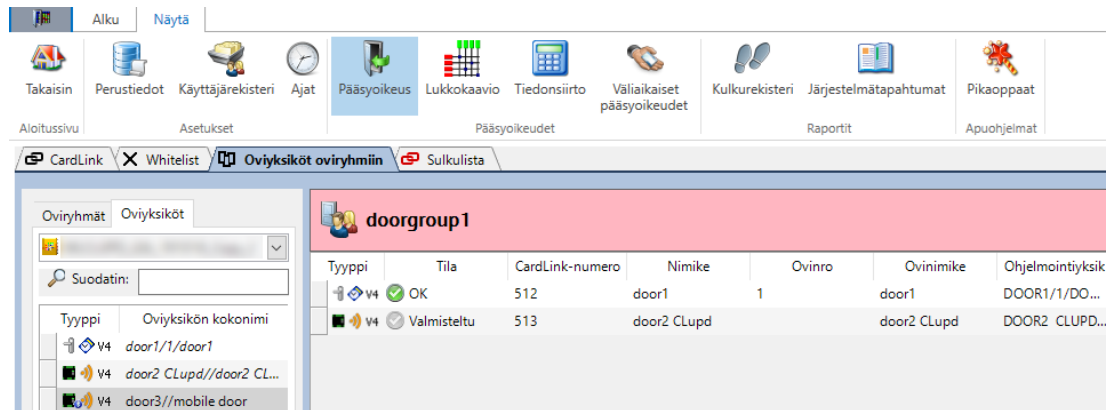 Alku Näytä
Takaisin Perustiedot Käyttäjärekisteri Ajat Pääsyoikeus Lukkokaavio Tiedonsiirto Väliaikaiset pääsyoikeudet Kulkurekisteri Järjestelmätapahtumat Pikaoppaat
Aloitussivu Asetukset Pääsyoikeudet Raportit Apuohjelmat
CardLink Whitelist Oviyksiköt oviryhmiin Sulkulista
Oviryhmät Oviyksiköt
doorgroup1
Suodatin:
Tyyppi Tila CardLink-numero Nimike Ovinro Ovinimike Ohjelmointiyksik
V4 OK 512 door1 1 door1 DOOR1/1/DO...
V4 Valmisteltu 513 door2 CLupd door2 CLupd DOOR2 CLUPD...
Tyyppi Oviyksikön kokonimi
V4 door1/1/door1
V4 door2 CLupd//door2 CL...
V4 door3//mobile door